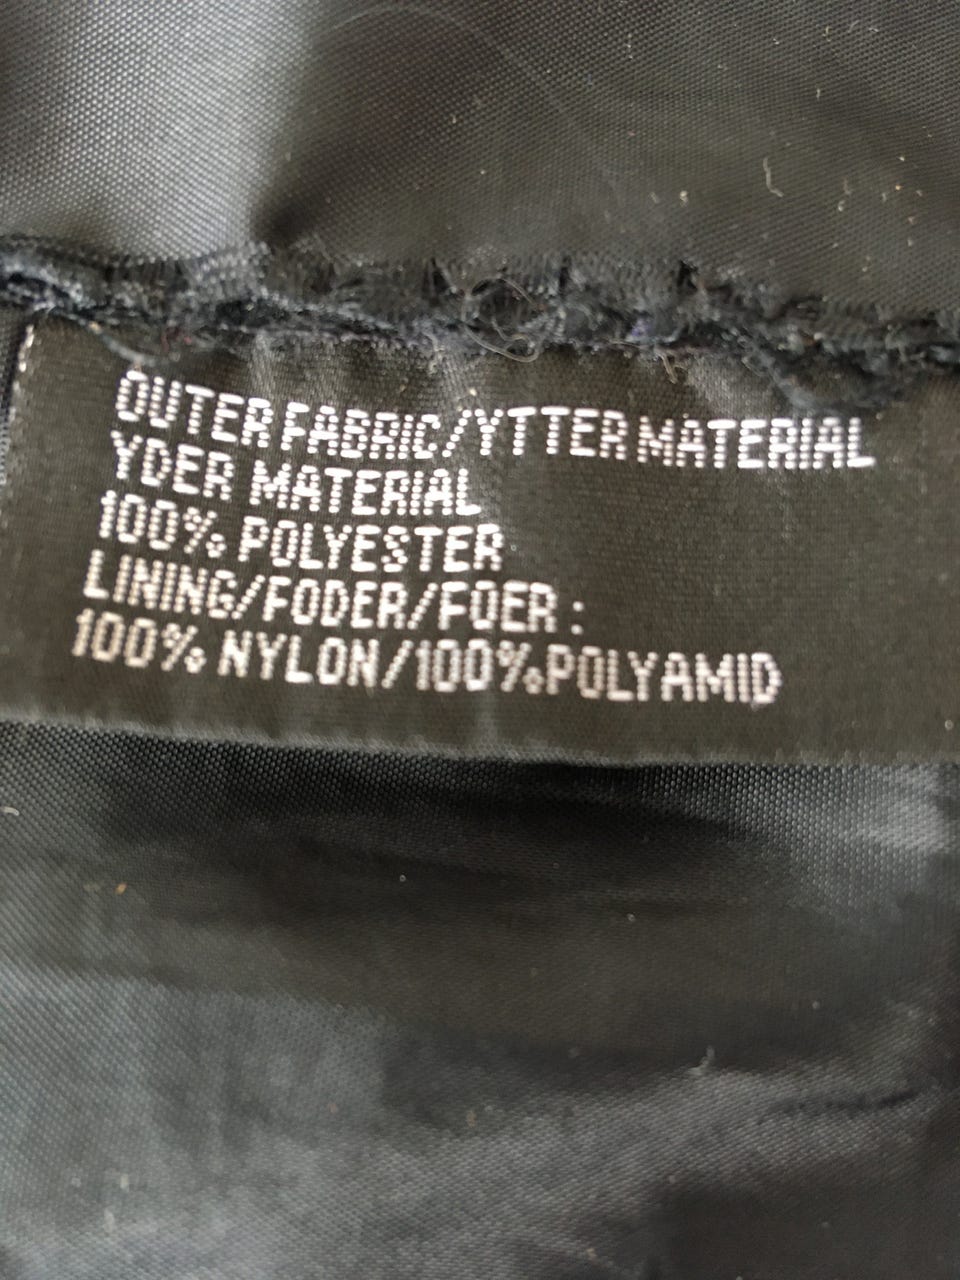 OUTER FABRIC/YTTER MATERIAL
YDER MATERIAL
100% POLYESTER
LINING/FODER/FOER :
100% NYLON/100%POLYAMID